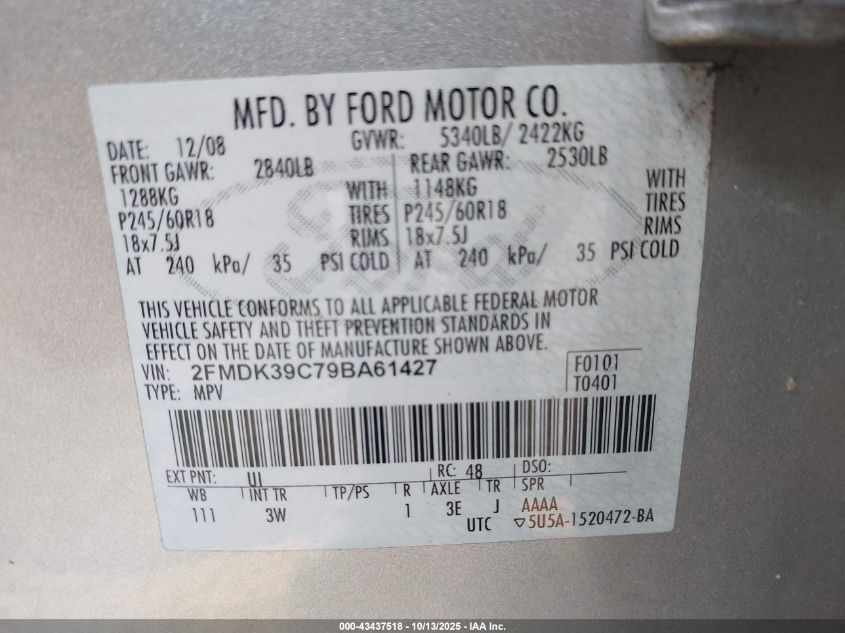 MFD. BY FORD MOTOR CO.
DATE: 12/08 GVWR: 5340LB/ 2422KG
FRONT GAWR: 2840LB REAR GAWR: 2530LB
1288KG WITH 1148KG WITH
P245/60R18 TIRES P245/60R18 TIRES
18x7.5J RIMS 18x7.5J RIMS
AT 240 kPa/ 35 PSI COLD AT 240 kPa/ 35 PSI COLD
THIS VEHICLE CONFORMS TO ALL APPLICABLE FEDERAL MOTOR
VEHICLE SAFETY AND THEFT PREVENTION STANDARDS IN
EFFECT ON THE DATE OF MANUFACTURE SHOWN ABOVE.
VIN: 2FMDK39C79BA61427 F0101
TYPE: MPV T0401
EXT PNT: UI RC: 48 DSO:
WB INT TR TP/PS R AXLE TR SPR
111 3W 1 3E J AAAA
UTC ▽5U5A-1520472-BA
000-43437518 - 10/13/2025 - IAA Inc.